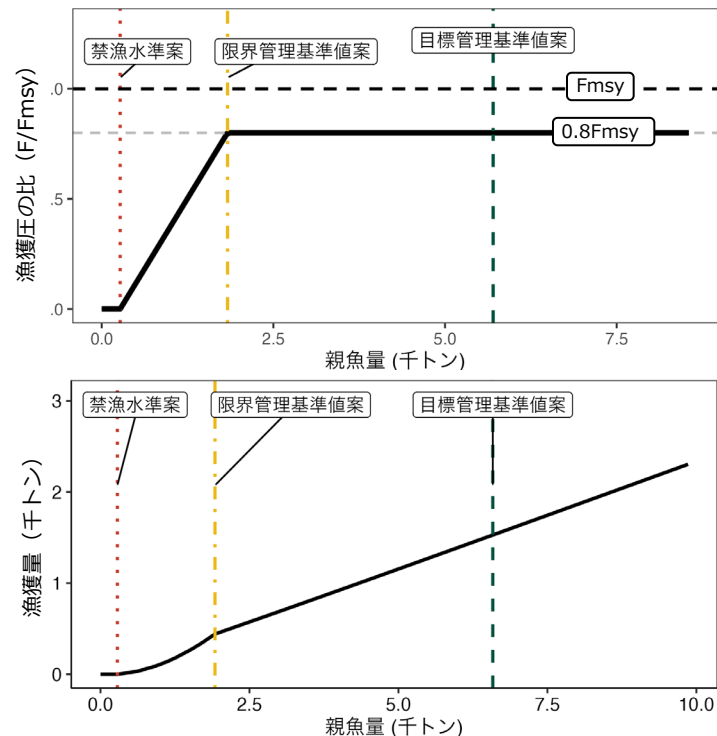 禁漁水準案
限界管理基準値案
目標管理基準値案
Fmsy
0.8Fmsy
漁獲圧の比（F/Fmsy）
.0
.5
.0
0.0
2.5
5.0
7.5
親魚量 (千トン)
禁漁水準案
限界管理基準値案
目標管理基準値案
漁獲量（千トン）
3
2
1
0
0.0
2.5
5.0
7.5
10.0
親魚量 (千トン)